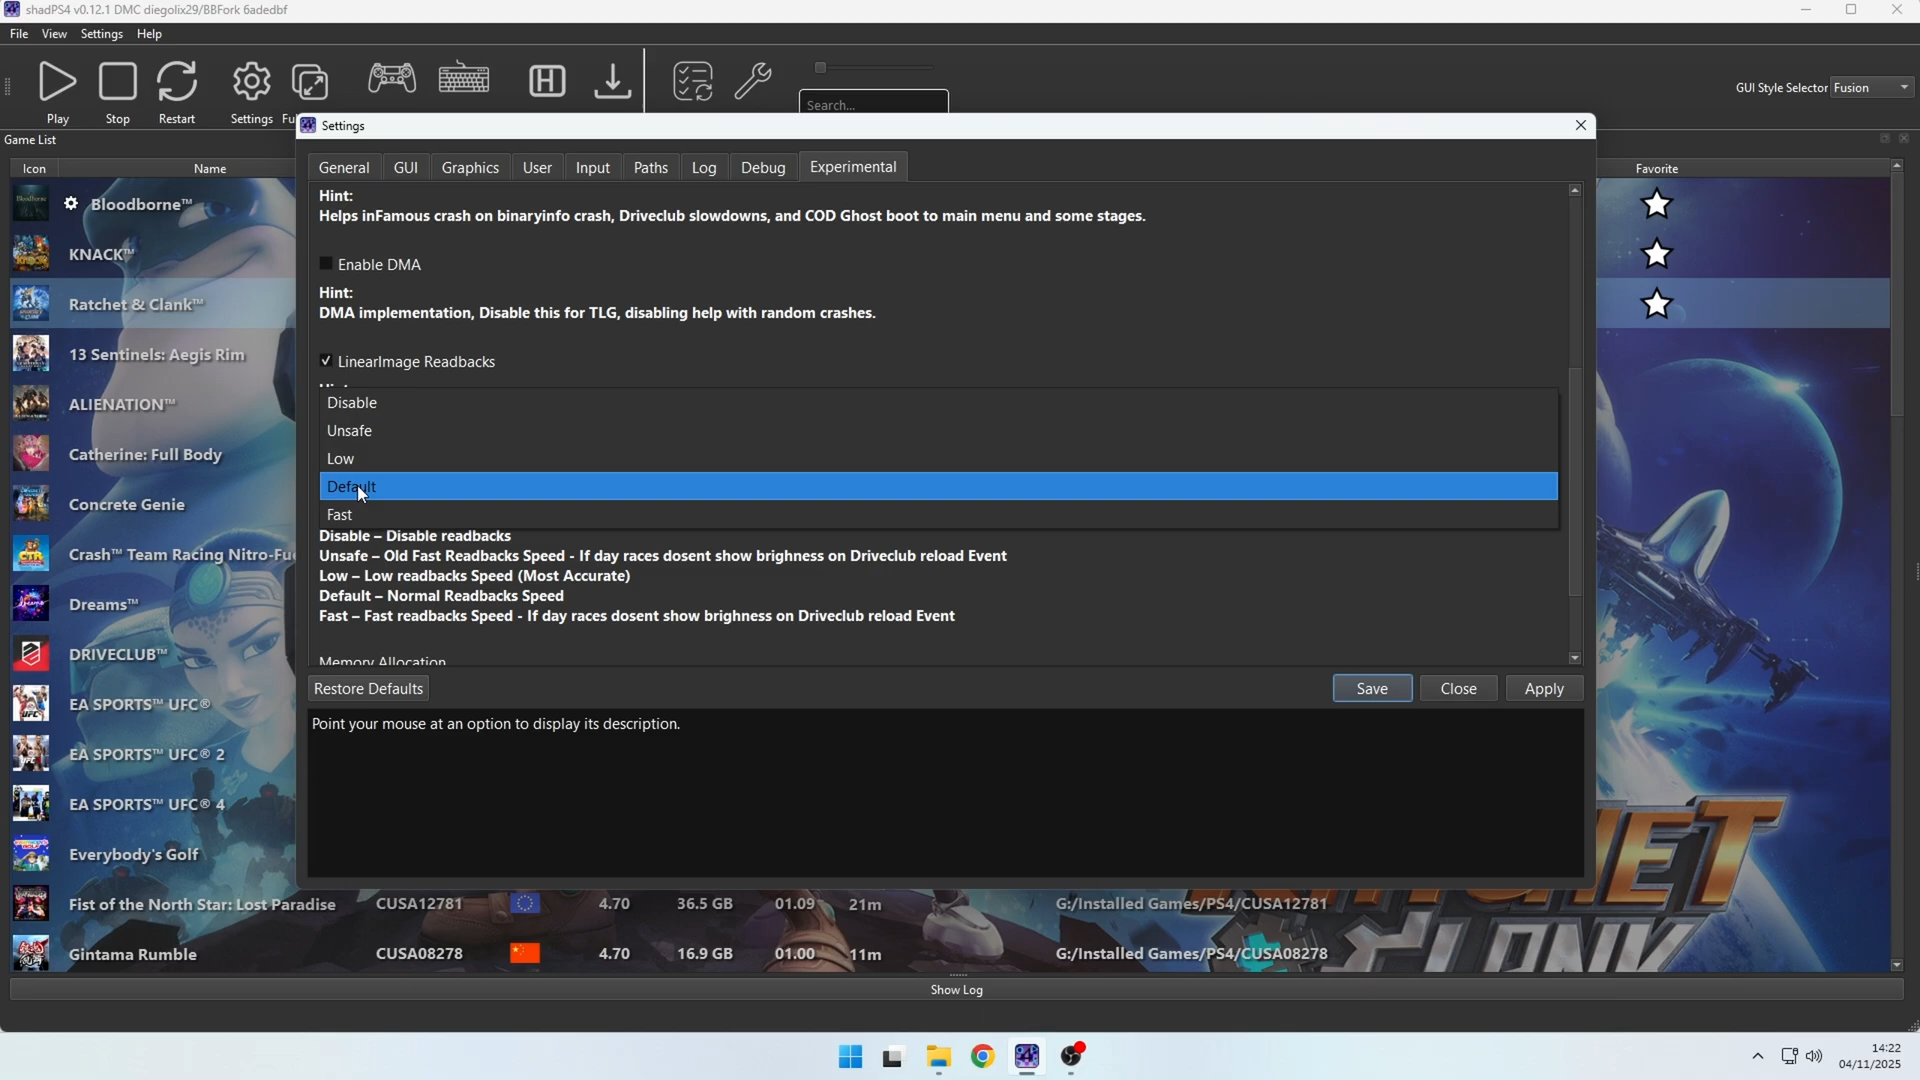 shadPS4 v0.12.1 DMC diegolix29/BBFork 6adedbf
File View Settings Help
Play Stop Restart Settings Fu
Search...
GUI Style Selector Fusion
Game List
Settings
Icon Name
Favorite
General GUI Graphics User Input Paths Log Debug Experimental
Hint:
Helps inFamous crash on binaryinfo crash, Driveclub slowdowns, and COD Ghost boot to main menu and some stages.
Enable DMA
Hint:
DMA implementation, Disable this for TLG, disabling help with random crashes.
LinearImage Readbacks
Disable
Unsafe
Low
Default
Fast
Disable – Disable readbacks
Unsafe – Old Fast Readbacks Speed - If day races dosent show brighness on Driveclub reload Event
Low – Low readbacks Speed (Most Accurate)
Default – Normal Readbacks Speed
Fast – Fast readbacks Speed - If day races dosent show brighness on Driveclub reload Event
Memory Allocation
Restore Defaults Save Close Apply
Point your mouse at an option to display its description.
Bloodborne™
KNACK™
Ratchet & Clank™
13 Sentinels: Aegis Rim
ALIENATION™
Catherine: Full Body
Concrete Genie
Crash™ Team Racing Nitro-Fu
Dreams™
DRIVECLUB™
EA SPORTS™ UFC®
EA SPORTS™ UFC® 2
EA SPORTS™ UFC® 4
Everybody's Golf
Fist of the North Star: Lost Paradise CUSA12781 4.70 36.5 GB 01.09 21m G:/Installed Games/PS4/CUSA12781
Gintama Rumble CUSA08278 4.70 16.9 GB 01.00 11m G:/Installed Games/PS4/CUSA08278
Show Log
14:22
04/11/2025